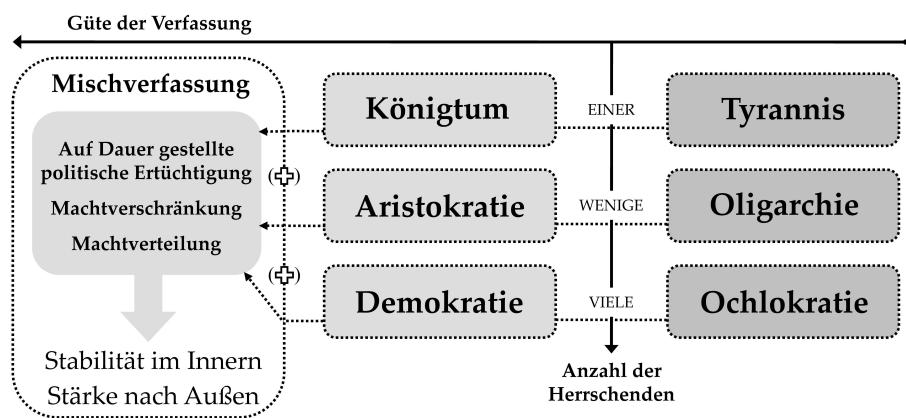 Güte der Verfassung
Mischverfassung
Auf Dauer gestellte
politische Ertüchtigung
Machtverschränkung
Machtverteilung
Stabilität im Innern
Stärke nach Außen
(+)
(+)
Königtum
EINER
Tyrannis
Aristokratie
WENIGE
Oligarchie
Demokratie
VIELE
Ochlokratie
Anzahl der
Herrschenden